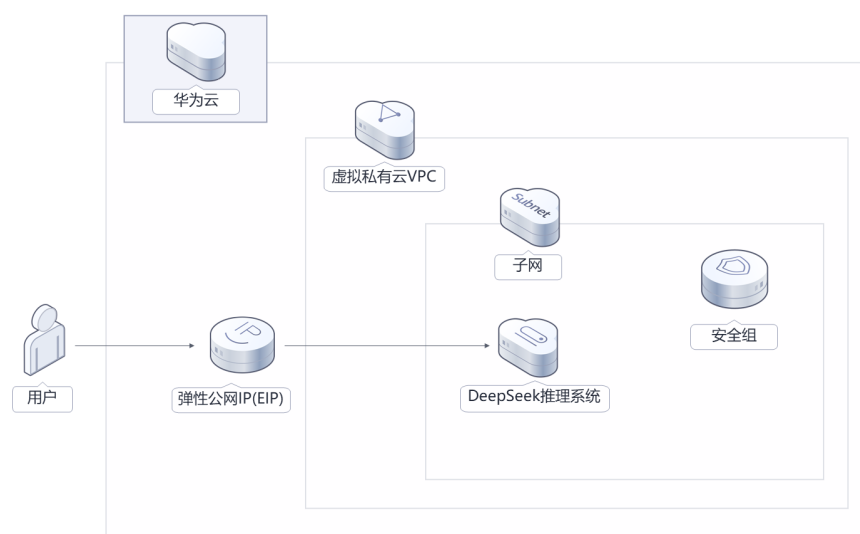 华为云
虚拟私有云VPC
Subnet
子网
安全组
IP
用户
弹性公网IP(EIP)
DeepSeek推理系统